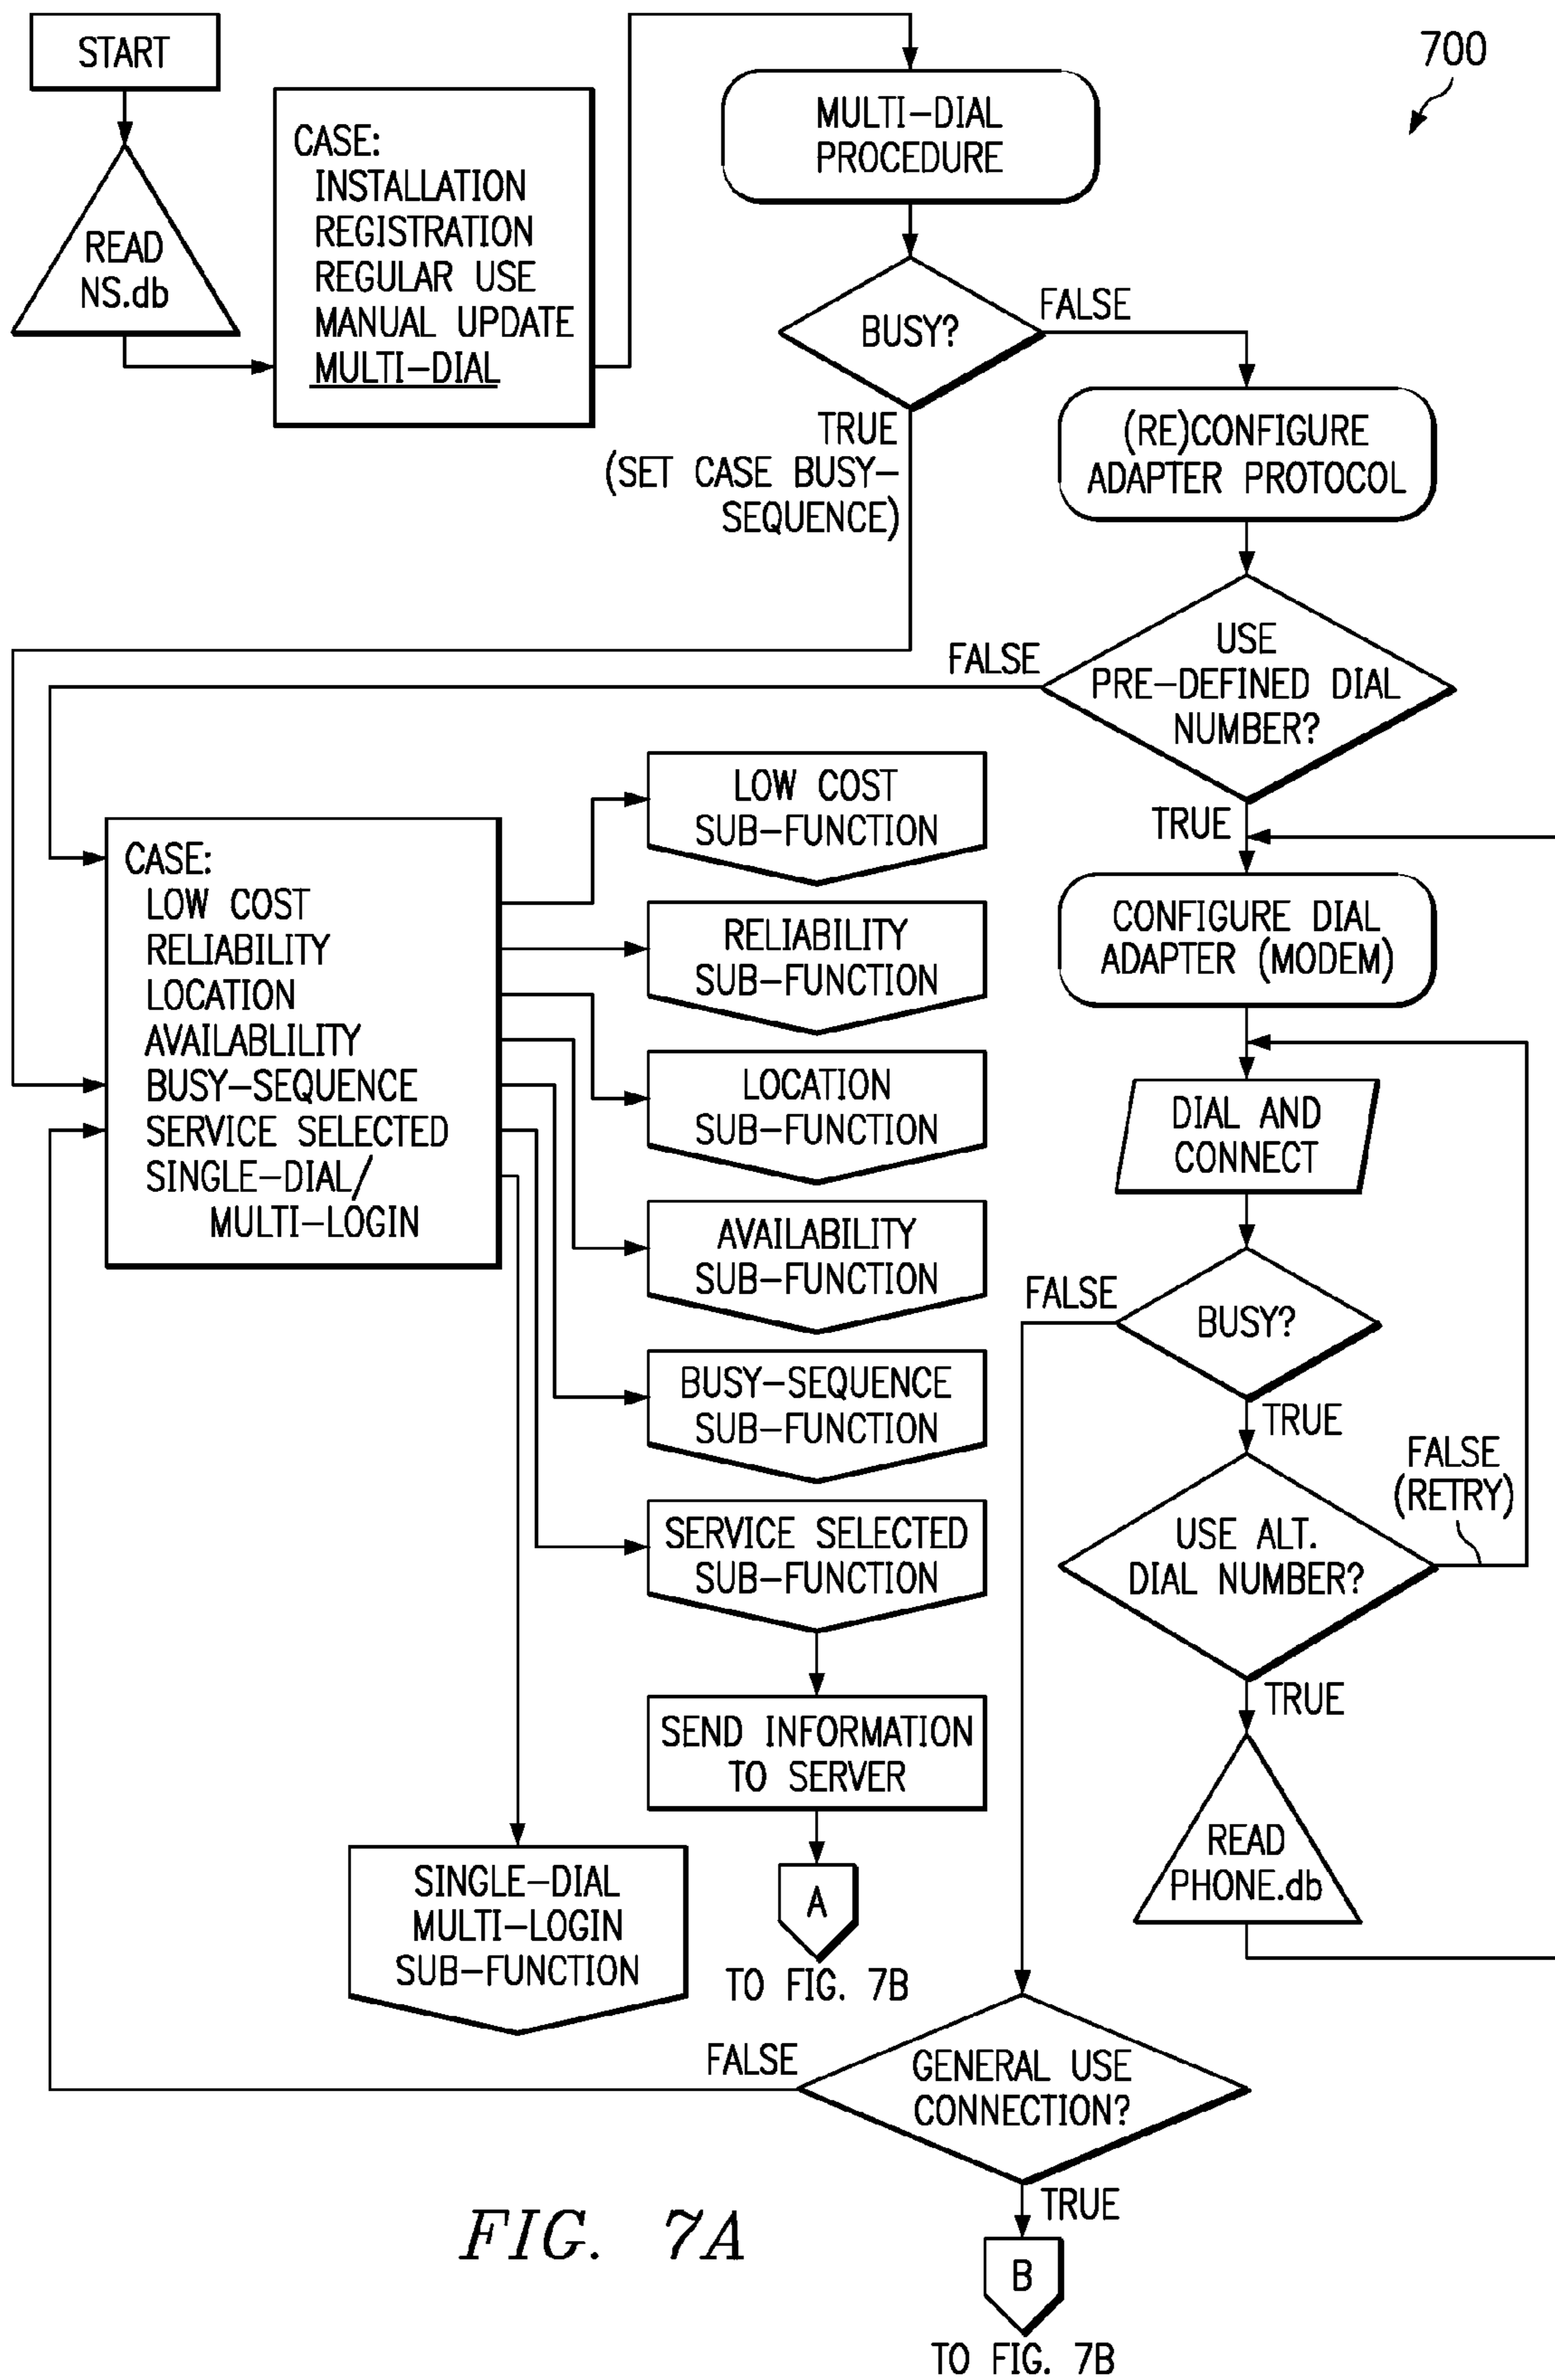 START
700
READ
NS.db
CASE:
INSTALLATION
REGISTRATION
REGULAR USE
MANUAL UPDATE
MULTI-DIAL
MULTI-DIAL
PROCEDURE
BUSY?
FALSE
TRUE
(SET CASE BUSY-
SEQUENCE)
(RE)CONFIGURE
ADAPTER PROTOCOL
USE
PRE-DEFINED DIAL
NUMBER?
FALSE
TRUE
CASE:
LOW COST
RELIABILITY
LOCATION
AVAILABLILITY
BUSY-SEQUENCE
SERVICE SELECTED
SINGLE-DIAL/
MULTI-LOGIN
LOW COST
SUB-FUNCTION
RELIABILITY
SUB-FUNCTION
LOCATION
SUB-FUNCTION
AVAILABILITY
SUB-FUNCTION
BUSY-SEQUENCE
SUB-FUNCTION
SERVICE SELECTED
SUB-FUNCTION
SEND INFORMATION
TO SERVER
A
TO FIG. 7B
SINGLE-DIAL
MULTI-LOGIN
SUB-FUNCTION
CONFIGURE DIAL
ADAPTER (MODEM)
DIAL AND
CONNECT
BUSY?
FALSE
TRUE
USE ALT.
DIAL NUMBER?
FALSE
(RETRY)
TRUE
READ
PHONE.db
GENERAL USE
CONNECTION?
FALSE
TRUE
B
TO FIG. 7B
FIG. 7A